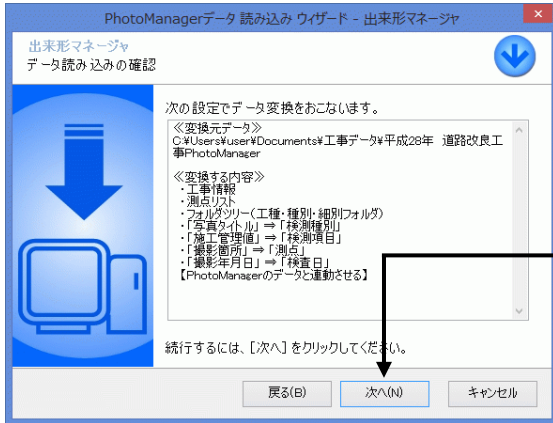 PhotoManagerデータ 読み込み ウィザード - 出来形マネージャ
出来形マネージャ
データ読み込みの確認
次の設定でデータ変換をおこないます。
≪変換元データ≫
C:¥Users¥user¥Documents¥工事データ¥平成28年　道路改良工
事PhotoManager
≪変換する内容≫
・工事情報
・測点リスト
・フォルダツリー(工種・種別・細別フォルダ)
・「写真タイトル」⇒「検測種別」
・「施工管理値」⇒「検測項目」
・「撮影箇所」⇒「測点」
・「撮影年月日」⇒「検査日」
【PhotoManagerのデータと連動させる】
続行するには、[次へ] をクリックしてください。
戻る(B)
次へ(N)
キャンセル